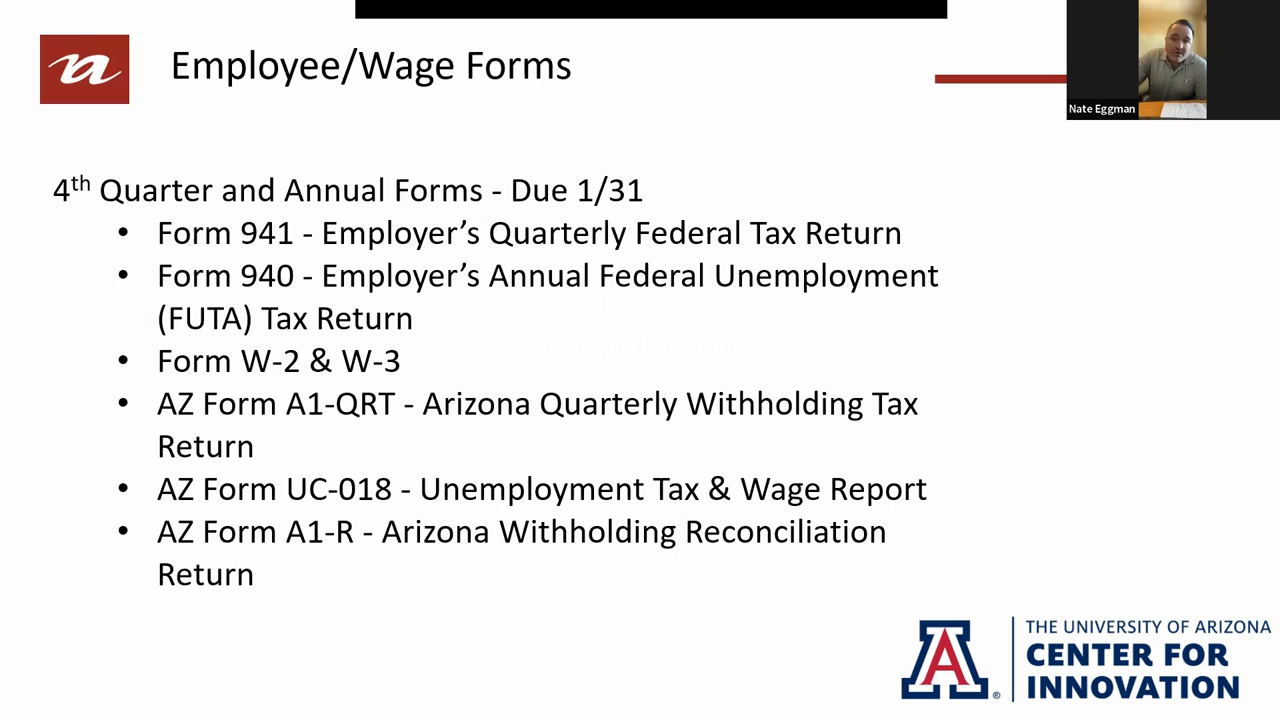 Employee/Wage Forms
Nate Eggman
4th Quarter and Annual Forms - Due 1/31
• Form 941 - Employer’s Quarterly Federal Tax Return
• Form 940 - Employer’s Annual Federal Unemployment
(FUTA) Tax Return
• Form W-2 & W-3
• AZ Form A1-QRT - Arizona Quarterly Withholding Tax
Return
• AZ Form UC-018 - Unemployment Tax & Wage Report
• AZ Form A1-R - Arizona Withholding Reconciliation
Return
A®
THE UNIVERSITY OF ARIZONA
CENTER FOR
INNOVATION